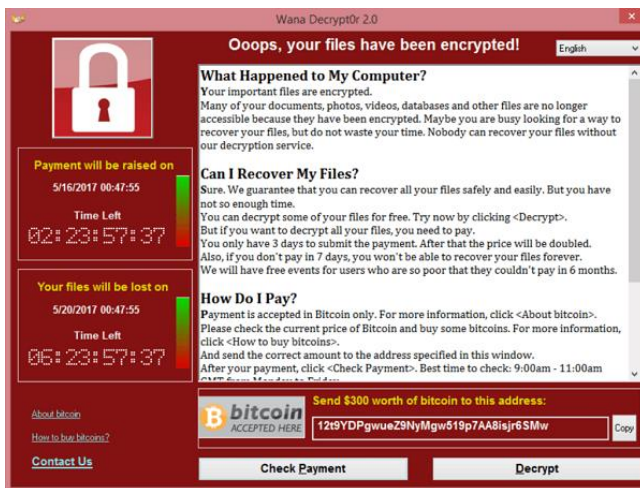 Wana Decrypt0r 2.0
Ooops, your files have been encrypted!
English
Payment will be raised on
5/16/2017 00:47:55
Time Left
02:23:57:37
Your files will be lost on
5/20/2017 00:47:55
Time Left
06:23:57:37
About bitcoin
How to buy bitcoins?
Contact Us
What Happened to My Computer?
Your important files are encrypted.
Many of your documents, photos, videos, databases and other files are no longer
accessible because they have been encrypted. Maybe you are busy looking for a way to
recover your files, but do not waste your time. Nobody can recover your files without
our decryption service.
Can I Recover My Files?
Sure. We guarantee that you can recover all your files safely and easily. But you have
not so enough time.
You can decrypt some of your files for free. Try now by clicking <Decrypt>.
But if you want to decrypt all your files, you need to pay.
You only have 3 days to submit the payment. After that the price will be doubled.
Also, if you don't pay in 7 days, you won't be able to recover your files forever.
We will have free events for users who are so poor that they couldn't pay in 6 months.
How Do I Pay?
Payment is accepted in Bitcoin only. For more information, click <About bitcoin>.
Please check the current price of Bitcoin and buy some bitcoins. For more information,
click <How to buy bitcoins>.
And send the correct amount to the address specified in this window.
After your payment, click <Check Payment>. Best time to check: 9:00am - 11:00am
GMT from Monday to Friday.
bitcoin
ACCEPTED HERE
Send $300 worth of bitcoin to this address:
12t9YDPgwueZ9NyMgw519p7AA8isjr6SMw
Copy
Check Payment
Decrypt